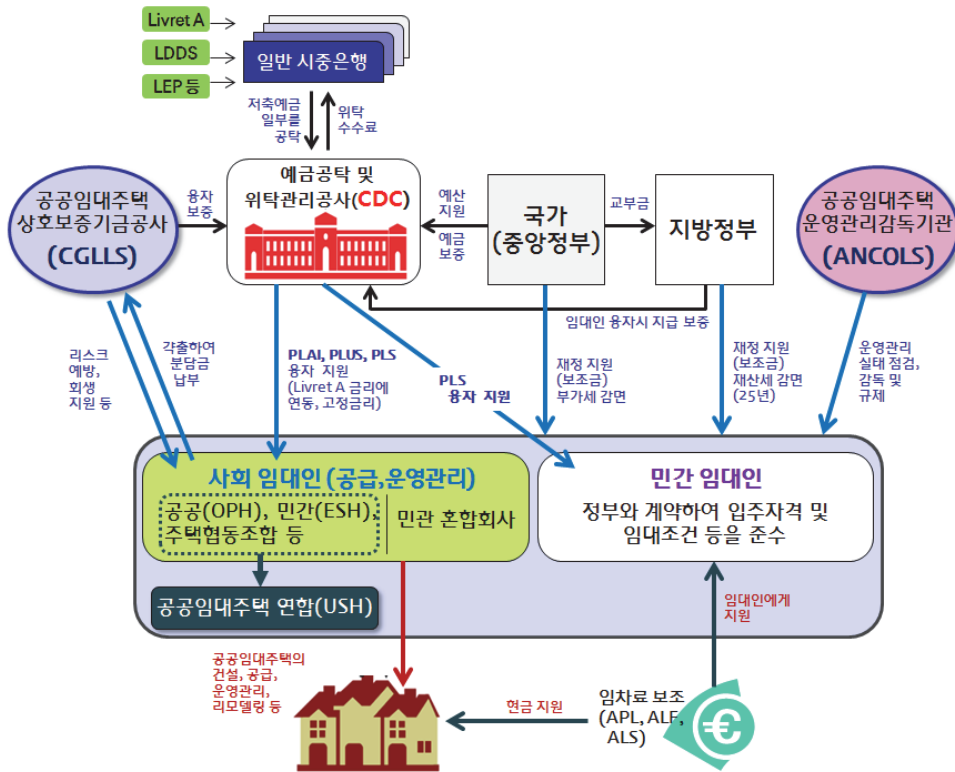 Livret A
LDDS
LEP 등
일반 시중은행
저축예금
일부를
공탁
위탁
수수료
공공임대주택
상호보증기금공사
(CGLLS)
융자
보증
예금공탁 및
위탁관리공사(CDC)
예산
지원
예금
보증
국가
(중앙정부)
교부금
지방정부
공공임대주택
운영관리감독기관
(ANCOLS)
임대인 융자시 지급 보증
리스크
예방,
회생
지원 등
각출하여
분담금
납부
PLAI, PLUS, PLS
융자 지원
(Livret A 금리에
연동, 고정금리)
PLS
융자 지원
재정 지원
(보조금)
부가세 감면
재정 지원
(보조금)
재산세 감면
(25년)
운영관리
실태 점검,
감독 및
규제
사회 임대인 (공급,운영관리)
공공(OPH), 민간(ESH),
주택협동조합 등
민관 혼합회사
민간 임대인
정부와 계약하여 입주자격 및
임대조건 등을 준수
공공임대주택 연합(USH)
임대인에게
지원
공공임대주택의
건설, 공급,
운영관리,
리모델링 등
현금 지원
임차료 보조
(APL, ALF,
ALS)
€